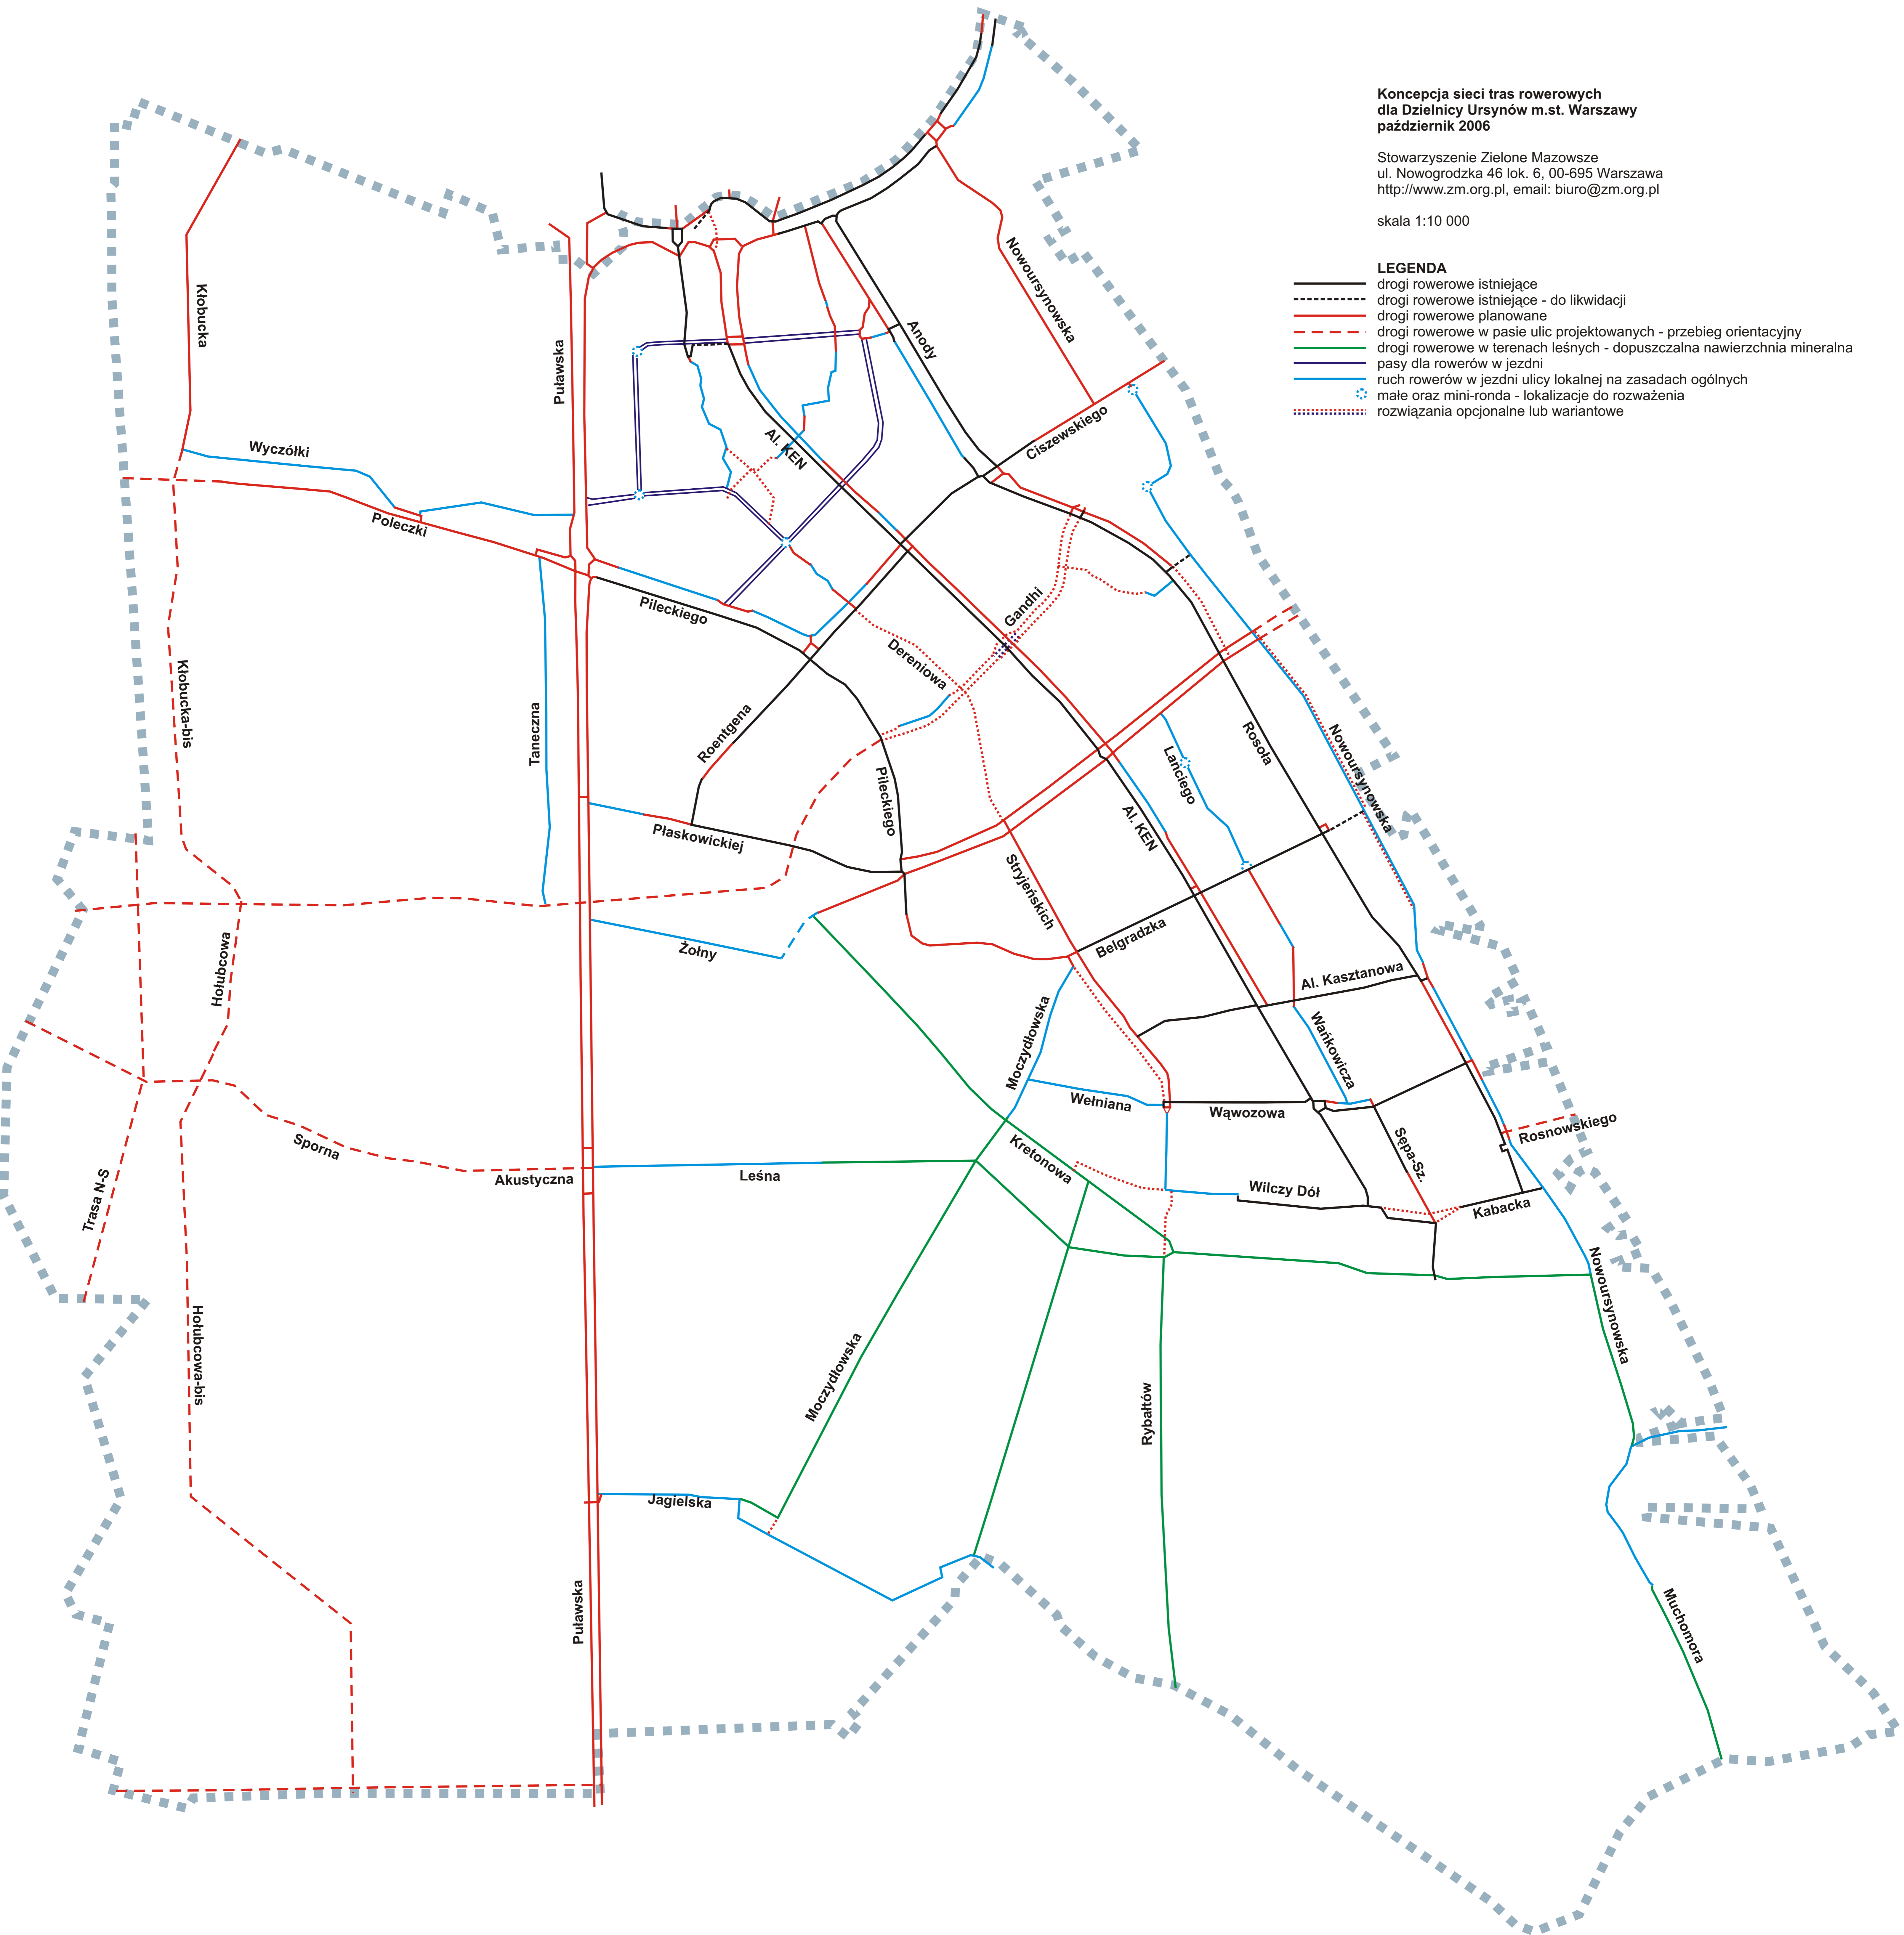 Koncepcja sieci tras rowerowych
dla Dzielnicy Ursynów m.st. Warszawy
październik 2006
Stowarzyszenie Zielone Mazowsze
ul. Nowogrodzka 46 lok. 6, 00-695 Warszawa
http://www.zm.org.pl, email: biuro@zm.org.pl
skala 1:10 000
LEGENDA
drogi rowerowe istniejące
drogi rowerowe istniejące - do likwidacji
drogi rowerowe planowane
drogi rowerowe w pasie ulic projektowanych - przebieg orientacyjny
drogi rowerowe w terenach leśnych - dopuszczalna nawierzchnia mineralna
pasy dla rowerów w jezdni
ruch rowerów w jezdni ulicy lokalnej na zasadach ogólnych
małe oraz mini-ronda - lokalizacje do rozważenia
rozwiązania opcjonalne lub wariantowe
Kłobucka
Puławska
Anody
Nowoursynowska
Wyczółki
Al. KEN
Ciszewskiego
Poleczki
Pileckiego
Gandhi
Dereniowa
Kłobucka-bis
Taneczna
Roentgena
Pileckiego
Rosoła
Nowoursynowska
Lanciego
Płaskowickiej
Al. KEN
Stryjeńskich
Belgradzka
Żołny
Hołubcowa
Al. Kasztanowa
Moczydłowska
Wańkowicza
Wełniana
Wąwozowa
Rosnowskiego
Sporna
Kretonowa
Sępa-Sz.
Akustyczna
Leśna
Wilczy Dół
Kabacka
Trasa N-S
Nowoursynowska
Hołubcowa-bis
Moczydłowska
Rybałtów
Jagielska
Puławska
Muchomora